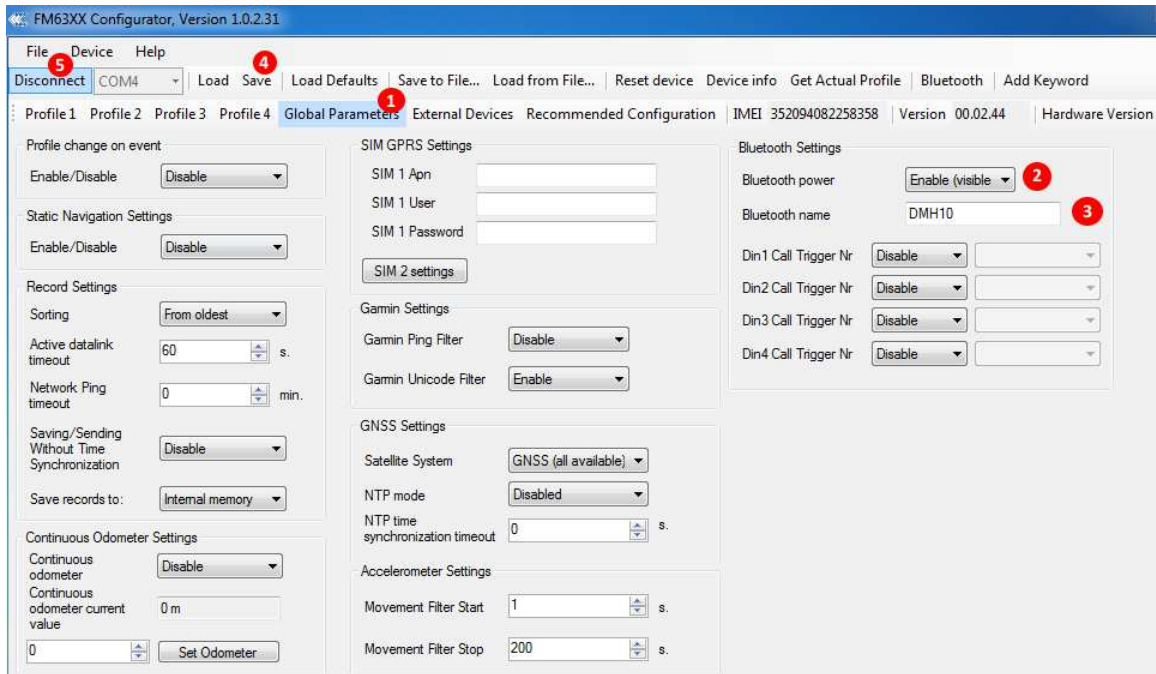 FM63XX Configurator, Version 1.0.2.31
File Device Help
5 4
Disconnect COM4 Load Save Load Defaults Save to File... Load from File... Reset device Device info Get Actual Profile Bluetooth Add Keyword
1
Profile 1 Profile 2 Profile 3 Profile 4 Global Parameters External Devices Recommended Configuration IMEI 352094082258358 Version 00.02.44 Hardware Version
Profile change on event
Enable/Disable Disable
Static Navigation Settings
Enable/Disable Disable
Record Settings
Sorting From oldest
Active datalink
timeout 60 s.
Network Ping
timeout 0 min.
Saving/Sending
Without Time
Synchronization Disable
Save records to: Internal memory
Continuous Odometer Settings
Continuous
odometer Disable
Continuous
odometer current
value 0 m
0 Set Odometer
SIM GPRS Settings
SIM 1 Apn
SIM 1 User
SIM 1 Password
SIM 2 settings
Garmin Settings
Garmin Ping Filter Disable
Garmin Unicode Filter Enable
GNSS Settings
Satellite System GNSS (all available)
NTP mode Disabled
NTP time
synchronization timeout 0 s.
Accelerometer Settings
Movement Filter Start 1 s.
Movement Filter Stop 200 s.
Bluetooth Settings
Bluetooth power Enable (visible 2
Bluetooth name DMH10 3
Din1 Call Trigger Nr Disable
Din2 Call Trigger Nr Disable
Din3 Call Trigger Nr Disable
Din4 Call Trigger Nr Disable